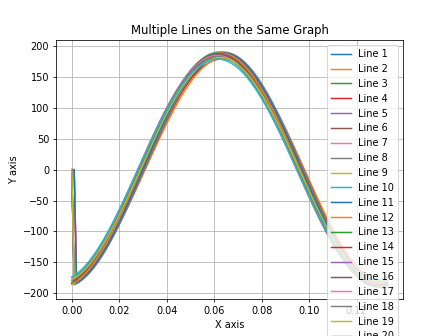 Multiple Lines on the Same Graph
Y axis
200
150
100
50
0
−50
−100
−150
−200
0.00
0.02
0.04
0.06
0.08
0.10
X axis
Line 1
Line 2
Line 3
Line 4
Line 5
Line 6
Line 7
Line 8
Line 9
Line 10
Line 11
Line 12
Line 13
Line 14
Line 15
Line 16
Line 17
Line 18
Line 19
Line 20